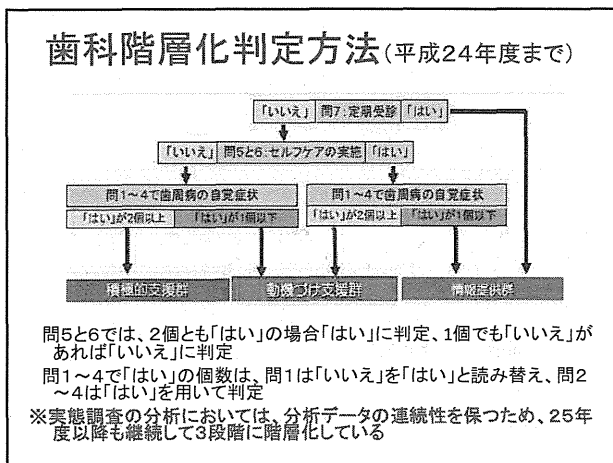 歯科階層化判定方法(平成24年度まで)
「いいえ」 問7:定期受診 「はい」
「いいえ」 問5と6:セルフケアの実施 「はい」
問1~4で歯周病の自覚症状 問1~4で歯周病の自覚症状
「はい」が2個以上 「はい」が1個以下 「はい」が2個以上 「はい」が1個以下
積極的支援群 動機づけ支援群 情報提供群
問5と6では、2個とも「はい」の場合「はい」に判定、1個でも「いいえ」が
あれば「いいえ」に判定
問1~4で「はい」の個数は、問1は「いいえ」を「はい」と読み替え、問2
~4は「はい」を用いて判定
※実態調査の分析においては、分析データの連続性を保つため、25年
度以降も継続して3段階に階層化している